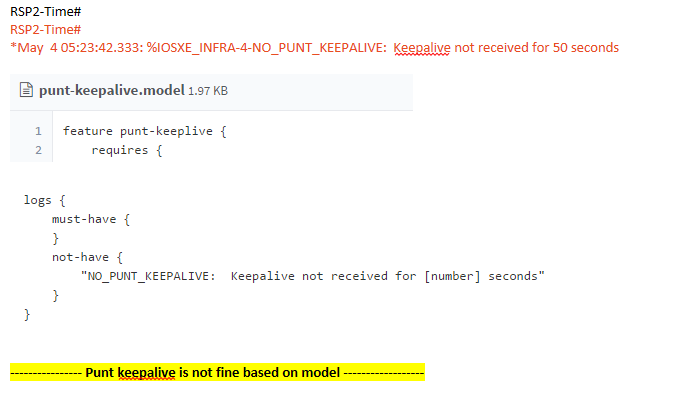 RSP2-Time#
RSP2-Time#
*May  4 05:23:42.333: %IOSXE_INFRA-4-NO_PUNT_KEEPALIVE:  Keepalive not received for 50 seconds
punt-keepalive.model 1.97 KB
1 feature punt-keeplive {
2     requires {
logs {
    must-have {
    }
    not-have {
        "NO_PUNT_KEEPALIVE:  Keepalive not received for [number] seconds"
    }
}
---------------- Punt keepalive is not fine based on model ------------------